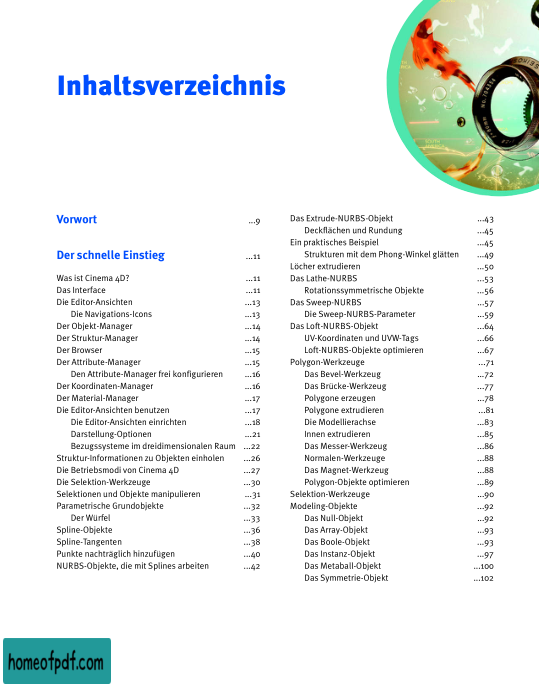 Inhaltsverzeichnis
Vorwort ...9
Der schnelle Einstieg ...11
Was ist Cinema 4D? ...11
Das Interface ...11
Die Editor-Ansichten ...13
Die Navigations-Icons ...13
Der Objekt-Manager ...14
Der Struktur-Manager ...14
Der Browser ...15
Der Attribute-Manager ...15
Den Attribute-Manager frei konfigurieren ...16
Der Koordinaten-Manager ...16
Der Material-Manager ...17
Die Editor-Ansichten benutzen ...17
Die Editor-Ansichten einrichten ...18
Darstellung-Optionen ...21
Bezugssysteme im dreidimensionalen Raum ...22
Struktur-Informationen zu Objekten einholen ...26
Die Betriebsmodi von Cinema 4D ...27
Die Selektion-Werkzeuge ...30
Selektionen und Objekte manipulieren ...31
Parametrische Grundobjekte ...32
Der Würfel ...33
Spline-Objekte ...36
Spline-Tangenten ...38
Punkte nachträglich hinzufügen ...40
NURBS-Objekte, die mit Splines arbeiten ...42
Das Extrude-NURBS-Objekt ...43
Deckflächen und Rundung ...45
Ein praktisches Beispiel ...45
Strukturen mit dem Phong-Winkel glätten ...49
Löcher extrudieren ...50
Das Lathe-NURBS ...53
Rotationssymmetrische Objekte ...56
Das Sweep-NURBS ...57
Die Sweep-NURBS-Parameter ...59
Das Loft-NURBS-Objekt ...64
UV-Koordinaten und UVW-Tags ...66
Loft-NURBS-Objekte optimieren ...67
Polygon-Werkzeuge ...71
Das Bevel-Werkzeug ...72
Das Brücke-Werkzeug ...77
Polygone erzeugen ...78
Polygone extrudieren ...81
Die Modellierachse ...83
Innen extrudieren ...85
Das Messer-Werkzeug ...86
Normalen-Werkzeuge ...88
Das Magnet-Werkzeug ...88
Polygon-Objekte optimieren ...89
Selektion-Werkzeuge ...90
Modeling-Objekte ...92
Das Null-Objekt ...92
Das Array-Objekt ...93
Das Boole-Objekt ...93
Das Instanz-Objekt ...97
Das Metaball-Objekt ...100
Das Symmetrie-Objekt ...102
homeofpdf.com